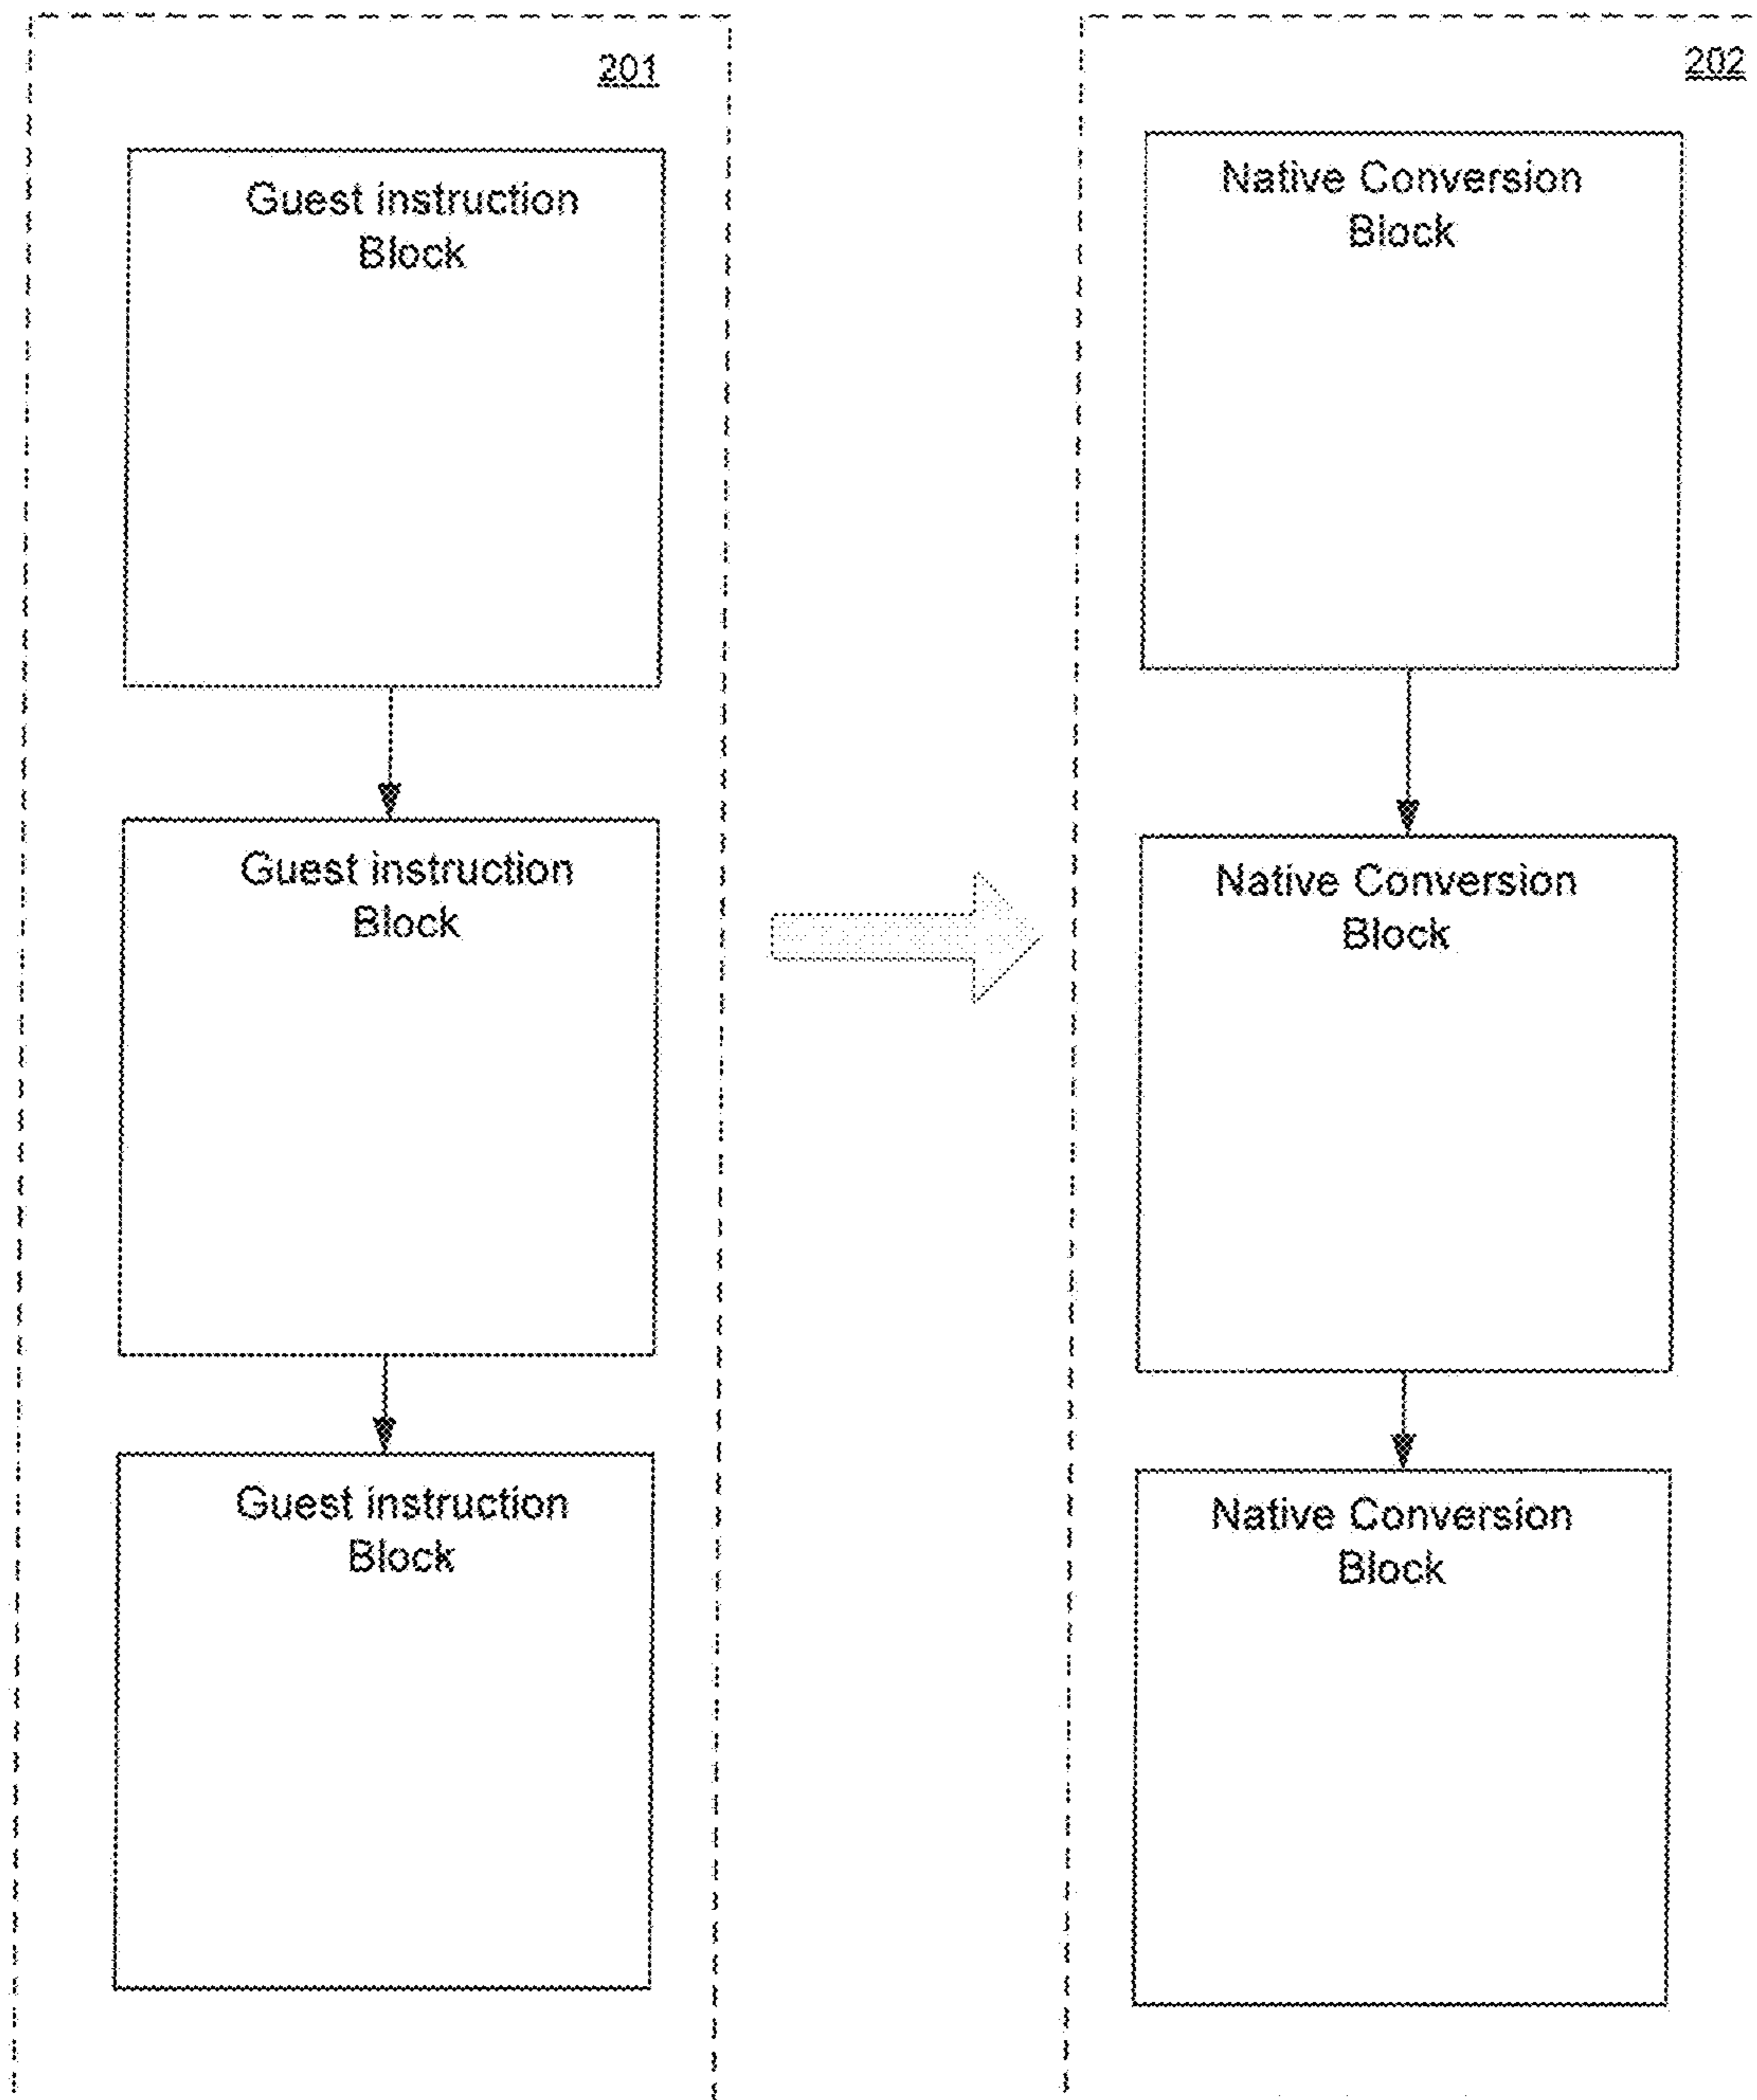 201
Guest instruction
Block
Guest instruction
Block
Guest instruction
Block
202
Native Conversion
Block
Native Conversion
Block
Native Conversion
Block